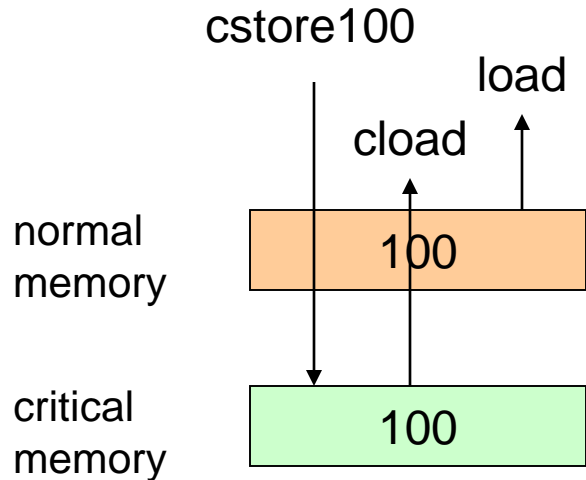 cstore100
load
cload
normal
memory
100
critical
memory
100